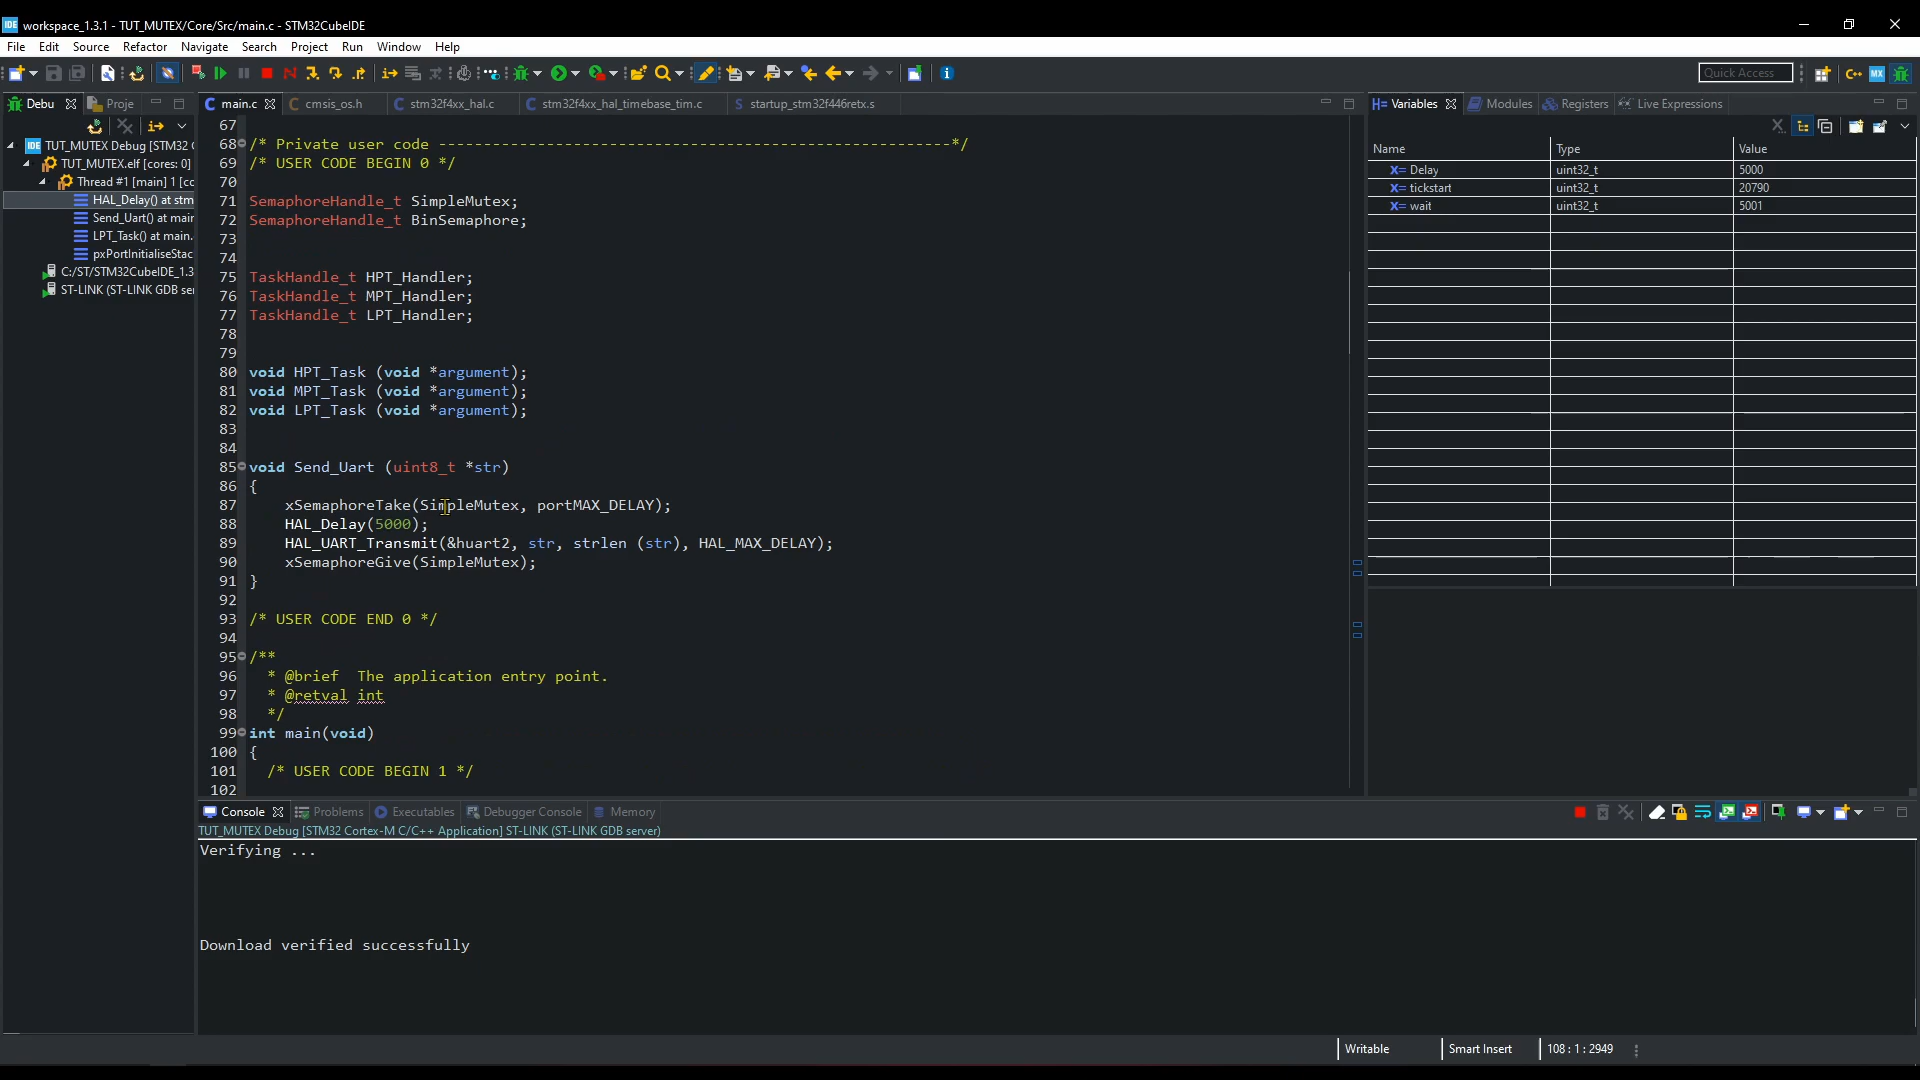 workspace_1.3.1 - TUT_MUTEX/Core/Src/main.c - STM32CubeIDE
File Edit Source Refactor Navigate Search Project Run Window Help
Quick Access
Debu Proje
main.c cmsis_os.h stm32f4xx_hal.c stm32f4xx_hal_timebase_tim.c startup_stm32f446retx.s
Variables Modules Registers Live Expressions
TUT_MUTEX Debug [STM32 C
TUT_MUTEX.elf [cores: 0]
Thread #1 [main] 1 [cc
HAL_Delay() at stm
Send_Uart() at mair
LPT_Task() at main.
pxPortInitialiseStac
C:/ST/STM32CubeIDE_1.3
ST-LINK (ST-LINK GDB se
67
68 /* Private user code ---------------------------------------------------------*/
69 /* USER CODE BEGIN 0 */
70
71 SemaphoreHandle_t SimpleMutex;
72 SemaphoreHandle_t BinSemaphore;
73
74
75 TaskHandle_t HPT_Handler;
76 TaskHandle_t MPT_Handler;
77 TaskHandle_t LPT_Handler;
78
79
80 void HPT_Task (void *argument);
81 void MPT_Task (void *argument);
82 void LPT_Task (void *argument);
83
84
85 void Send_Uart (uint8_t *str)
86 {
87 xSemaphoreTake(SimpleMutex, portMAX_DELAY);
88 HAL_Delay(5000);
89 HAL_UART_Transmit(&huart2, str, strlen (str), HAL_MAX_DELAY);
90 xSemaphoreGive(SimpleMutex);
91 }
92
93 /* USER CODE END 0 */
94
95 /**
96 * @brief The application entry point.
97 * @retval int
98 */
99 int main(void)
100 {
101 /* USER CODE BEGIN 1 */
102
Name Type Value
Delay uint32_t 5000
tickstart uint32_t 20790
wait uint32_t 5001
Console Problems Executables Debugger Console Memory
TUT_MUTEX Debug [STM32 Cortex-M C/C++ Application] ST-LINK (ST-LINK GDB server)
Verifying ...
Download verified successfully
Writable Smart Insert 108 : 1 : 2949